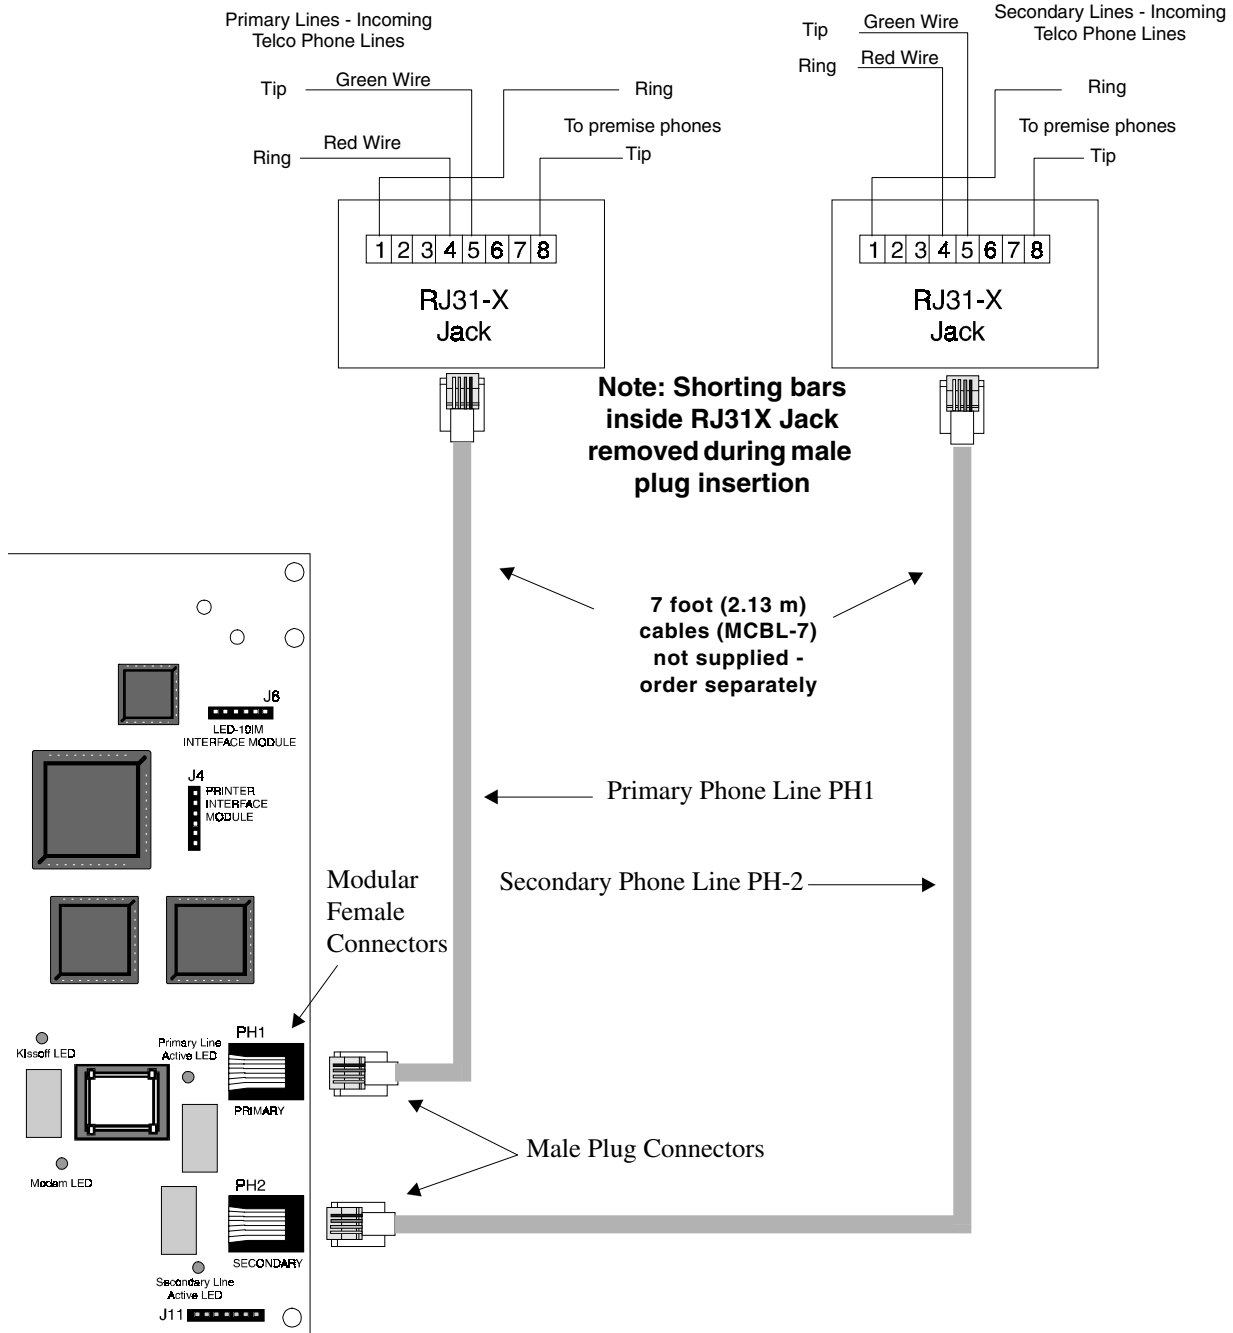 Primary Lines - Incoming
Telco Phone Lines
Tip
Green Wire
Ring
To premise phones
Ring
Red Wire
Tip
1 2 3 4 5 6 7 8
RJ31-X
Jack
Secondary Lines - Incoming
Telco Phone Lines
Tip
Green Wire
Ring
Red Wire
Ring
To premise phones
Tip
1 2 3 4 5 6 7 8
RJ31-X
Jack
Note: Shorting bars
inside RJ31X Jack
removed during male
plug insertion
7 foot (2.13 m)
cables (MCBL-7)
not supplied -
order separately
J6
LED-10IM
INTERFACE MODULE
J4
PRINTER
INTERFACE
MODULE
Primary Phone Line PH1
Secondary Phone Line PH-2
Modular
Female
Connectors
Kissoff LED
Primary Line
Active LED
PH1
PRIMARY
Modem LED
Male Plug Connectors
PH2
SECONDARY
Secondary Line
Active LED
J11